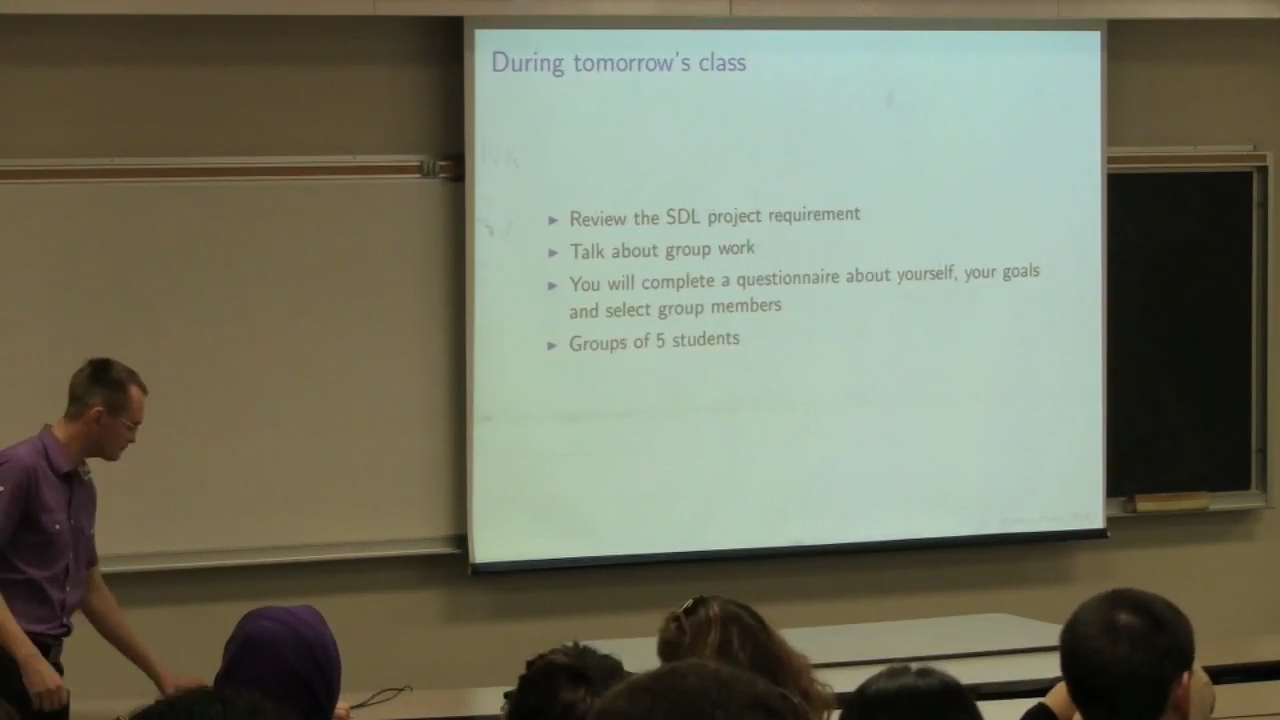 During tomorrow's class
▶ Review the SDL project requirement
▶ Talk about group work
▶ You will complete a questionnaire about yourself, your goals
and select group members
▶ Groups of 5 students